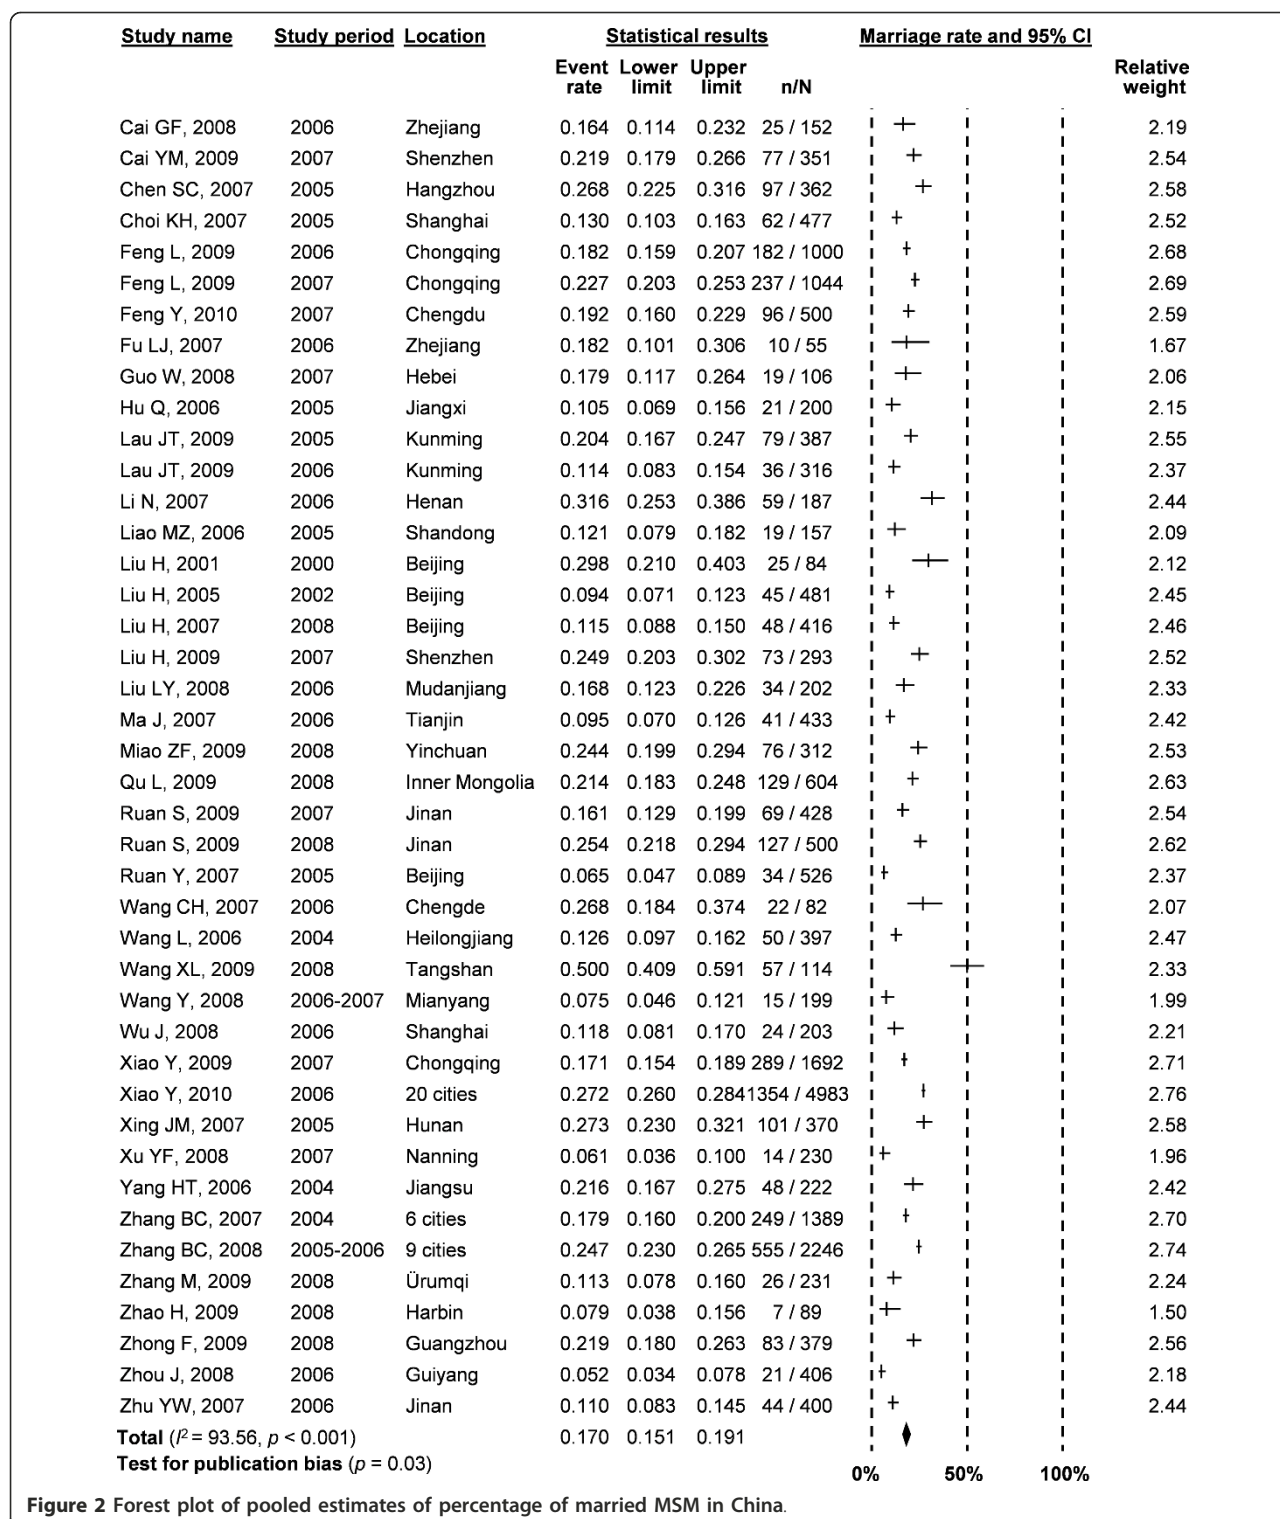 Study name Study period Location Statistical results Marriage rate and 95% CI
Event Lower Upper Relative
rate limit limit n/N weight
Cai GF, 2008 2006 Zhejiang 0.164 0.114 0.232 25 / 152 2.19
Cai YM, 2009 2007 Shenzhen 0.219 0.179 0.266 77 / 351 2.54
Chen SC, 2007 2005 Hangzhou 0.268 0.225 0.316 97 / 362 2.58
Choi KH, 2007 2005 Shanghai 0.130 0.103 0.163 62 / 477 2.52
Feng L, 2009 2006 Chongqing 0.182 0.159 0.207 182 / 1000 2.68
Feng L, 2009 2007 Chongqing 0.227 0.203 0.253 237 / 1044 2.69
Feng Y, 2010 2007 Chengdu 0.192 0.160 0.229 96 / 500 2.59
Fu LJ, 2007 2006 Zhejiang 0.182 0.101 0.306 10 / 55 1.67
Guo W, 2008 2007 Hebei 0.179 0.117 0.264 19 / 106 2.06
Hu Q, 2006 2005 Jiangxi 0.105 0.069 0.156 21 / 200 2.15
Lau JT, 2009 2005 Kunming 0.204 0.167 0.247 79 / 387 2.55
Lau JT, 2009 2006 Kunming 0.114 0.083 0.154 36 / 316 2.37
Li N, 2007 2006 Henan 0.316 0.253 0.386 59 / 187 2.44
Liao MZ, 2006 2005 Shandong 0.121 0.079 0.182 19 / 157 2.09
Liu H, 2001 2000 Beijing 0.298 0.210 0.403 25 / 84 2.12
Liu H, 2005 2002 Beijing 0.094 0.071 0.123 45 / 481 2.45
Liu H, 2007 2008 Beijing 0.115 0.088 0.150 48 / 416 2.46
Liu H, 2009 2007 Shenzhen 0.249 0.203 0.302 73 / 293 2.52
Liu LY, 2008 2006 Mudanjiang 0.168 0.123 0.226 34 / 202 2.33
Ma J, 2007 2006 Tianjin 0.095 0.070 0.126 41 / 433 2.42
Miao ZF, 2009 2008 Yinchuan 0.244 0.199 0.294 76 / 312 2.53
Qu L, 2009 2008 Inner Mongolia 0.214 0.183 0.248 129 / 604 2.63
Ruan S, 2009 2007 Jinan 0.161 0.129 0.199 69 / 428 2.54
Ruan S, 2009 2008 Jinan 0.254 0.218 0.294 127 / 500 2.62
Ruan Y, 2007 2005 Beijing 0.065 0.047 0.089 34 / 526 2.37
Wang CH, 2007 2006 Chengde 0.268 0.184 0.374 22 / 82 2.07
Wang L, 2006 2004 Heilongjiang 0.126 0.097 0.162 50 / 397 2.47
Wang XL, 2009 2008 Tangshan 0.500 0.409 0.591 57 / 114 2.33
Wang Y, 2008 2006-2007 Mianyang 0.075 0.046 0.121 15 / 199 1.99
Wu J, 2008 2006 Shanghai 0.118 0.081 0.170 24 / 203 2.21
Xiao Y, 2009 2007 Chongqing 0.171 0.154 0.189 289 / 1692 2.71
Xiao Y, 2010 2006 20 cities 0.272 0.260 0.284 1354 / 4983 2.76
Xing JM, 2007 2005 Hunan 0.273 0.230 0.321 101 / 370 2.58
Xu YF, 2008 2007 Nanning 0.061 0.036 0.100 14 / 230 1.96
Yang HT, 2006 2004 Jiangsu 0.216 0.167 0.275 48 / 222 2.42
Zhang BC, 2007 2004 6 cities 0.179 0.160 0.200 249 / 1389 2.70
Zhang BC, 2008 2005-2006 9 cities 0.247 0.230 0.265 555 / 2246 2.74
Zhang M, 2009 2008 Ürumqi 0.113 0.078 0.160 26 / 231 2.24
Zhao H, 2009 2008 Harbin 0.079 0.038 0.156 7 / 89 1.50
Zhong F, 2009 2008 Guangzhou 0.219 0.180 0.263 83 / 379 2.56
Zhou J, 2008 2006 Guiyang 0.052 0.034 0.078 21 / 406 2.18
Zhu YW, 2007 2006 Jinan 0.110 0.083 0.145 44 / 400 2.44
Total (I² = 93.56, p < 0.001) 0.170 0.151 0.191
Test for publication bias (p = 0.03)
0% 50% 100%
Figure 2 Forest plot of pooled estimates of percentage of married MSM in China.